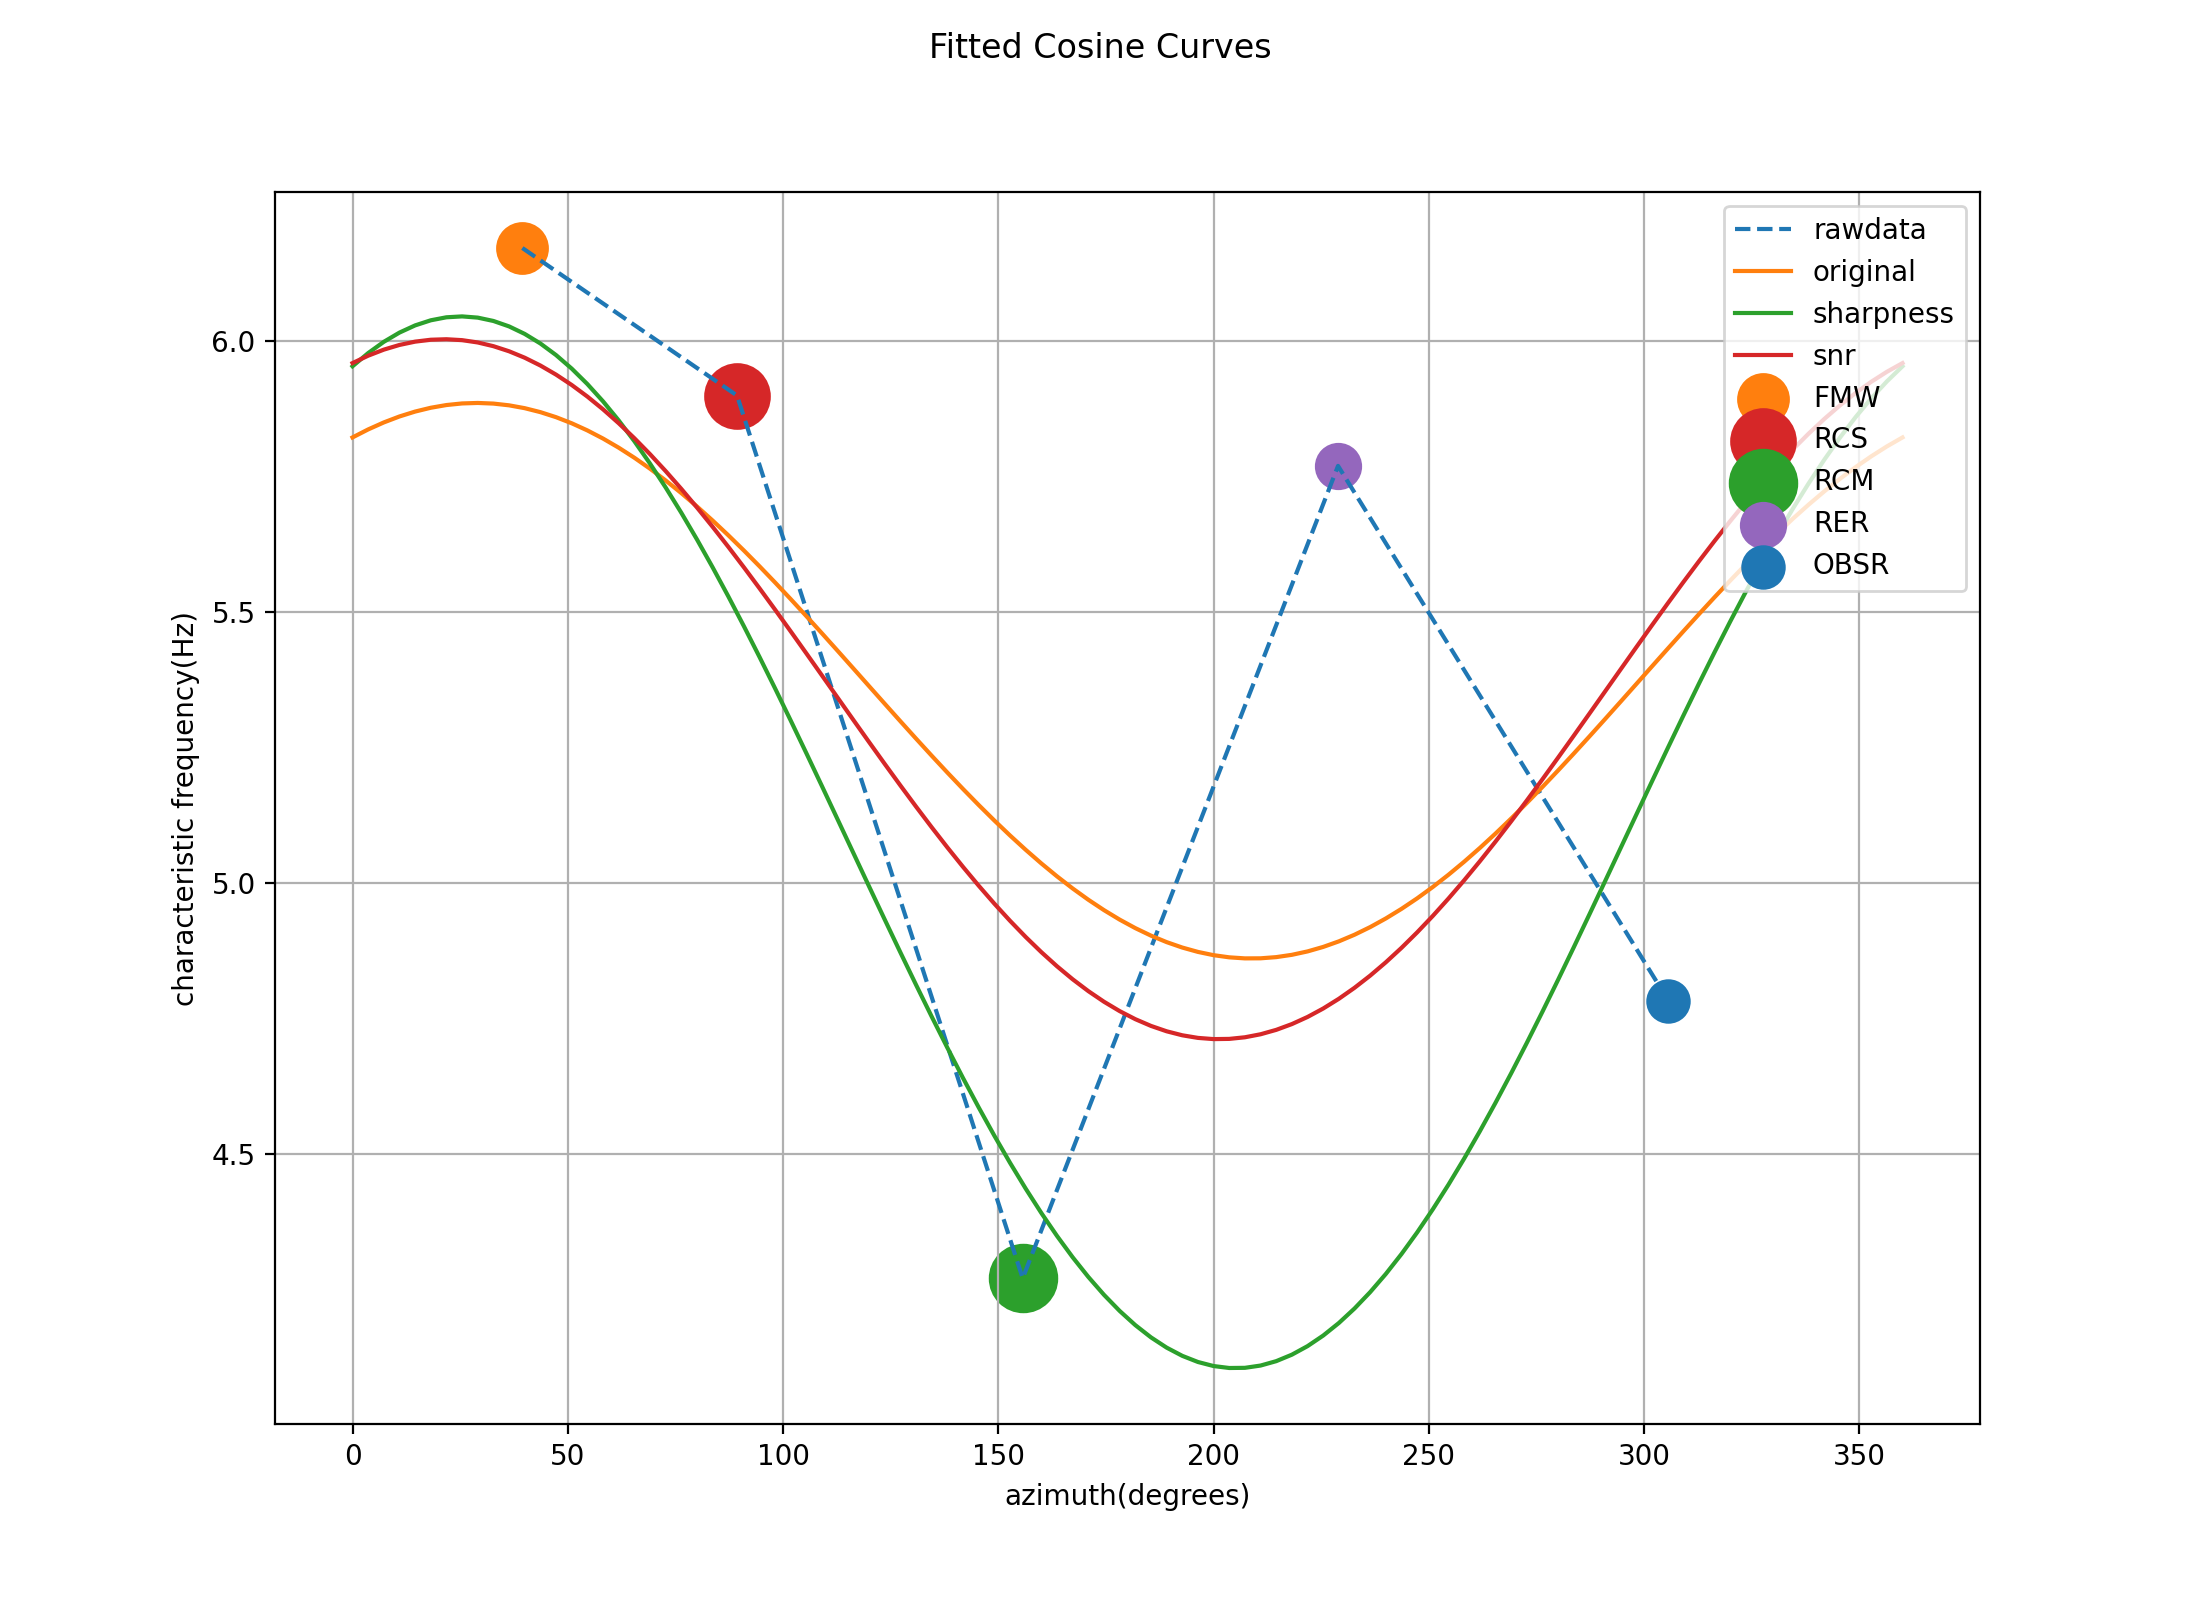 Fitted Cosine Curves
rawdata
original
sharpness
snr
FMW
RCS
RCM
RER
OBSR
6.0
5.5
5.0
4.5
characteristic frequency(Hz)
0 50 100 150 200 250 300 350
azimuth(degrees)